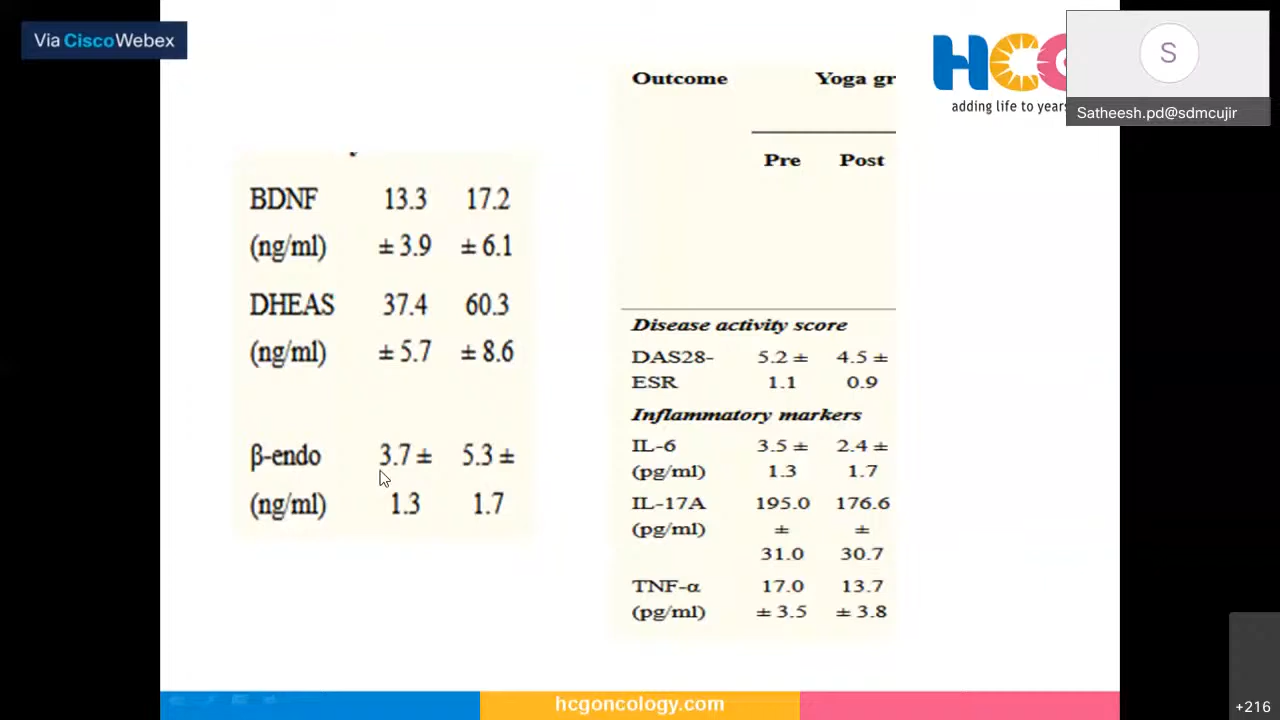 Via Cisco Webex
HCG
adding life to years
S
Satheesh.pd@sdmcujir
BDNF 13.3 17.2
(ng/ml) ± 3.9 ± 6.1
DHEAS 37.4 60.3
(ng/ml) ± 5.7 ± 8.6
β-endo 3.7 ± 5.3 ±
(ng/ml) 1.3 1.7
Outcome Yoga gr
Pre Post
Disease activity score
DAS28- 5.2 ± 4.5 ±
ESR 1.1 0.9
Inflammatory markers
IL-6 3.5 ± 2.4 ±
(pg/ml) 1.3 1.7
IL-17A 195.0 176.6
(pg/ml) ± ±
31.0 30.7
TNF-α 17.0 13.7
(pg/ml) ± 3.5 ± 3.8
hcgoncology.com
+216